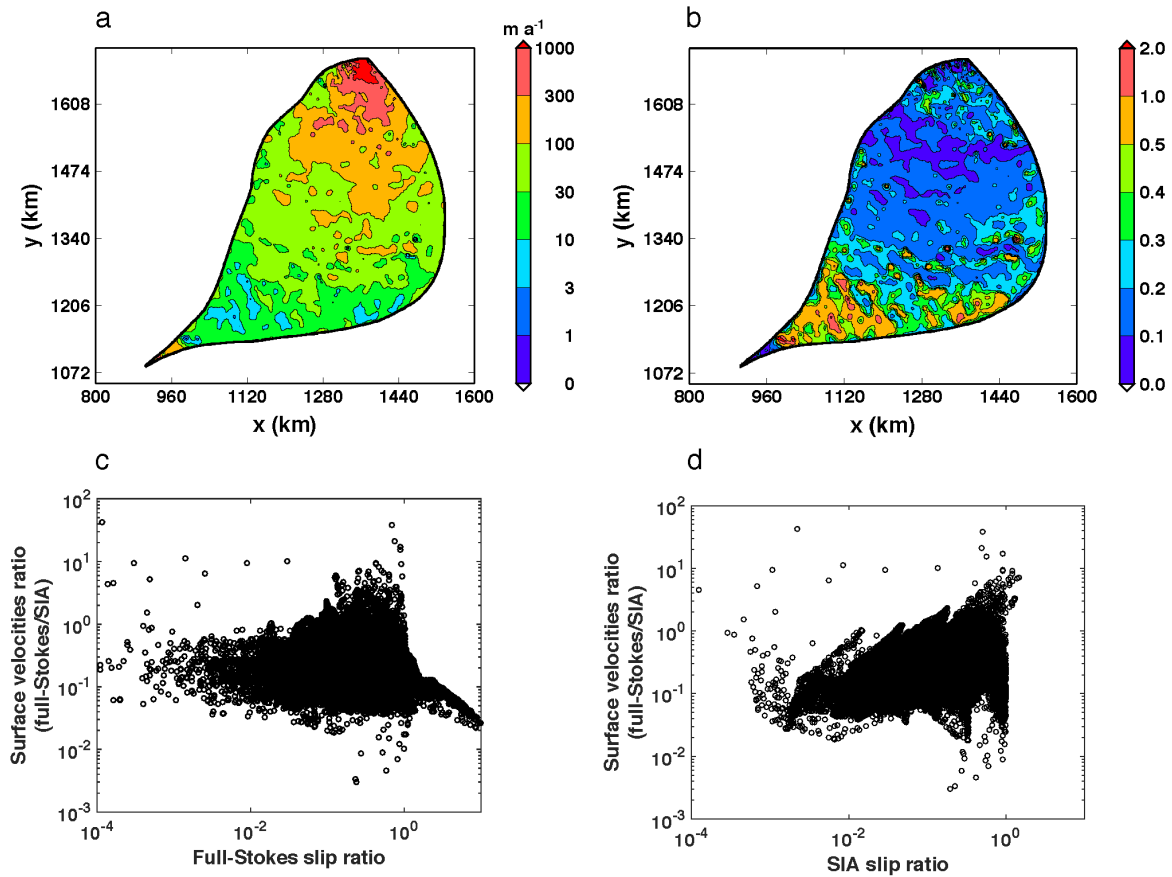 a
m a-1
1000
300
100
30
10
3
1
0
1608
1474
1340
1206
1072
y (km)
800 960 1120 1280 1440 1600
x (km)
b
2.0
1.0
0.5
0.4
0.3
0.2
0.1
0.0
1608
1474
1340
1206
1072
y (km)
800 960 1120 1280 1440 1600
x (km)
c
10^2
10^1
10^0
10^-1
10^-2
10^-3
Surface velocities ratio
(full-Stokes/SIA)
10^-4 10^-2 10^0
Full-Stokes slip ratio
d
10^2
10^1
10^0
10^-1
10^-2
10^-3
Surface velocities ratio
(full-Stokes/SIA)
10^-4 10^-2 10^0
SIA slip ratio